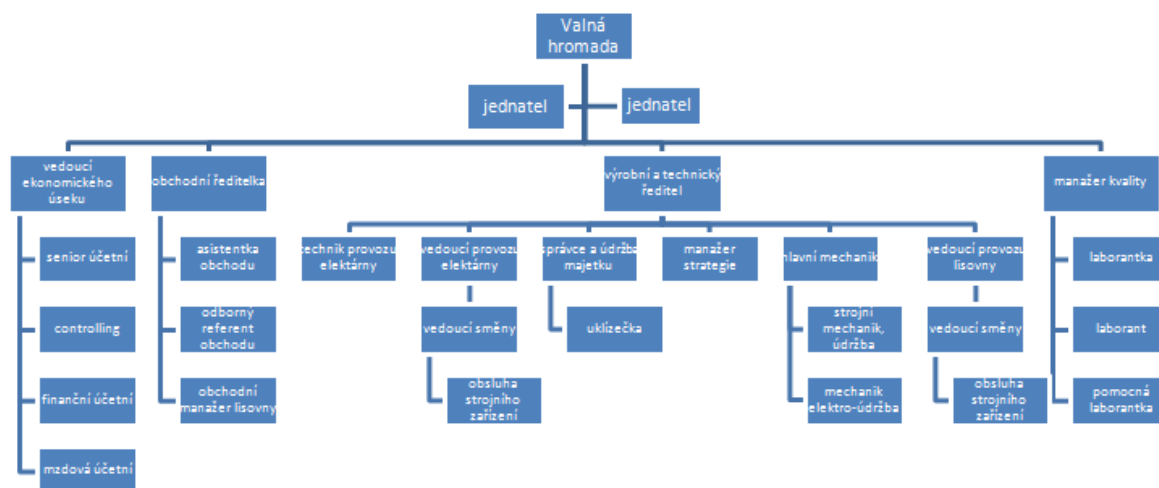 Valná
hromada
jednatel
jednatel
vedoucí
ekonomického
úseku
obchodní ředitelka
výrobní a technický
ředitel
manažer kvality
senior účetní
asistentka
obchodu
technik provozu
elektárny
vedoucí provozu
elektárny
správce a údržba
majetku
manažer
strategie
hlavní mechanik
vedoucí provozu
lisovny
laborantka
controlling
odborný
referent
obchodu
vedoucí směny
uklízečka
strojní
mechanik,
údržba
vedoucí směny
laborant
finanční účetní
obchodní
manažer lisovny
obsluha
strojního
zařízení
mechanik
elektro-údržba
obsluha
strojního
zařízení
pomocná
laborantka
mzdová účetní